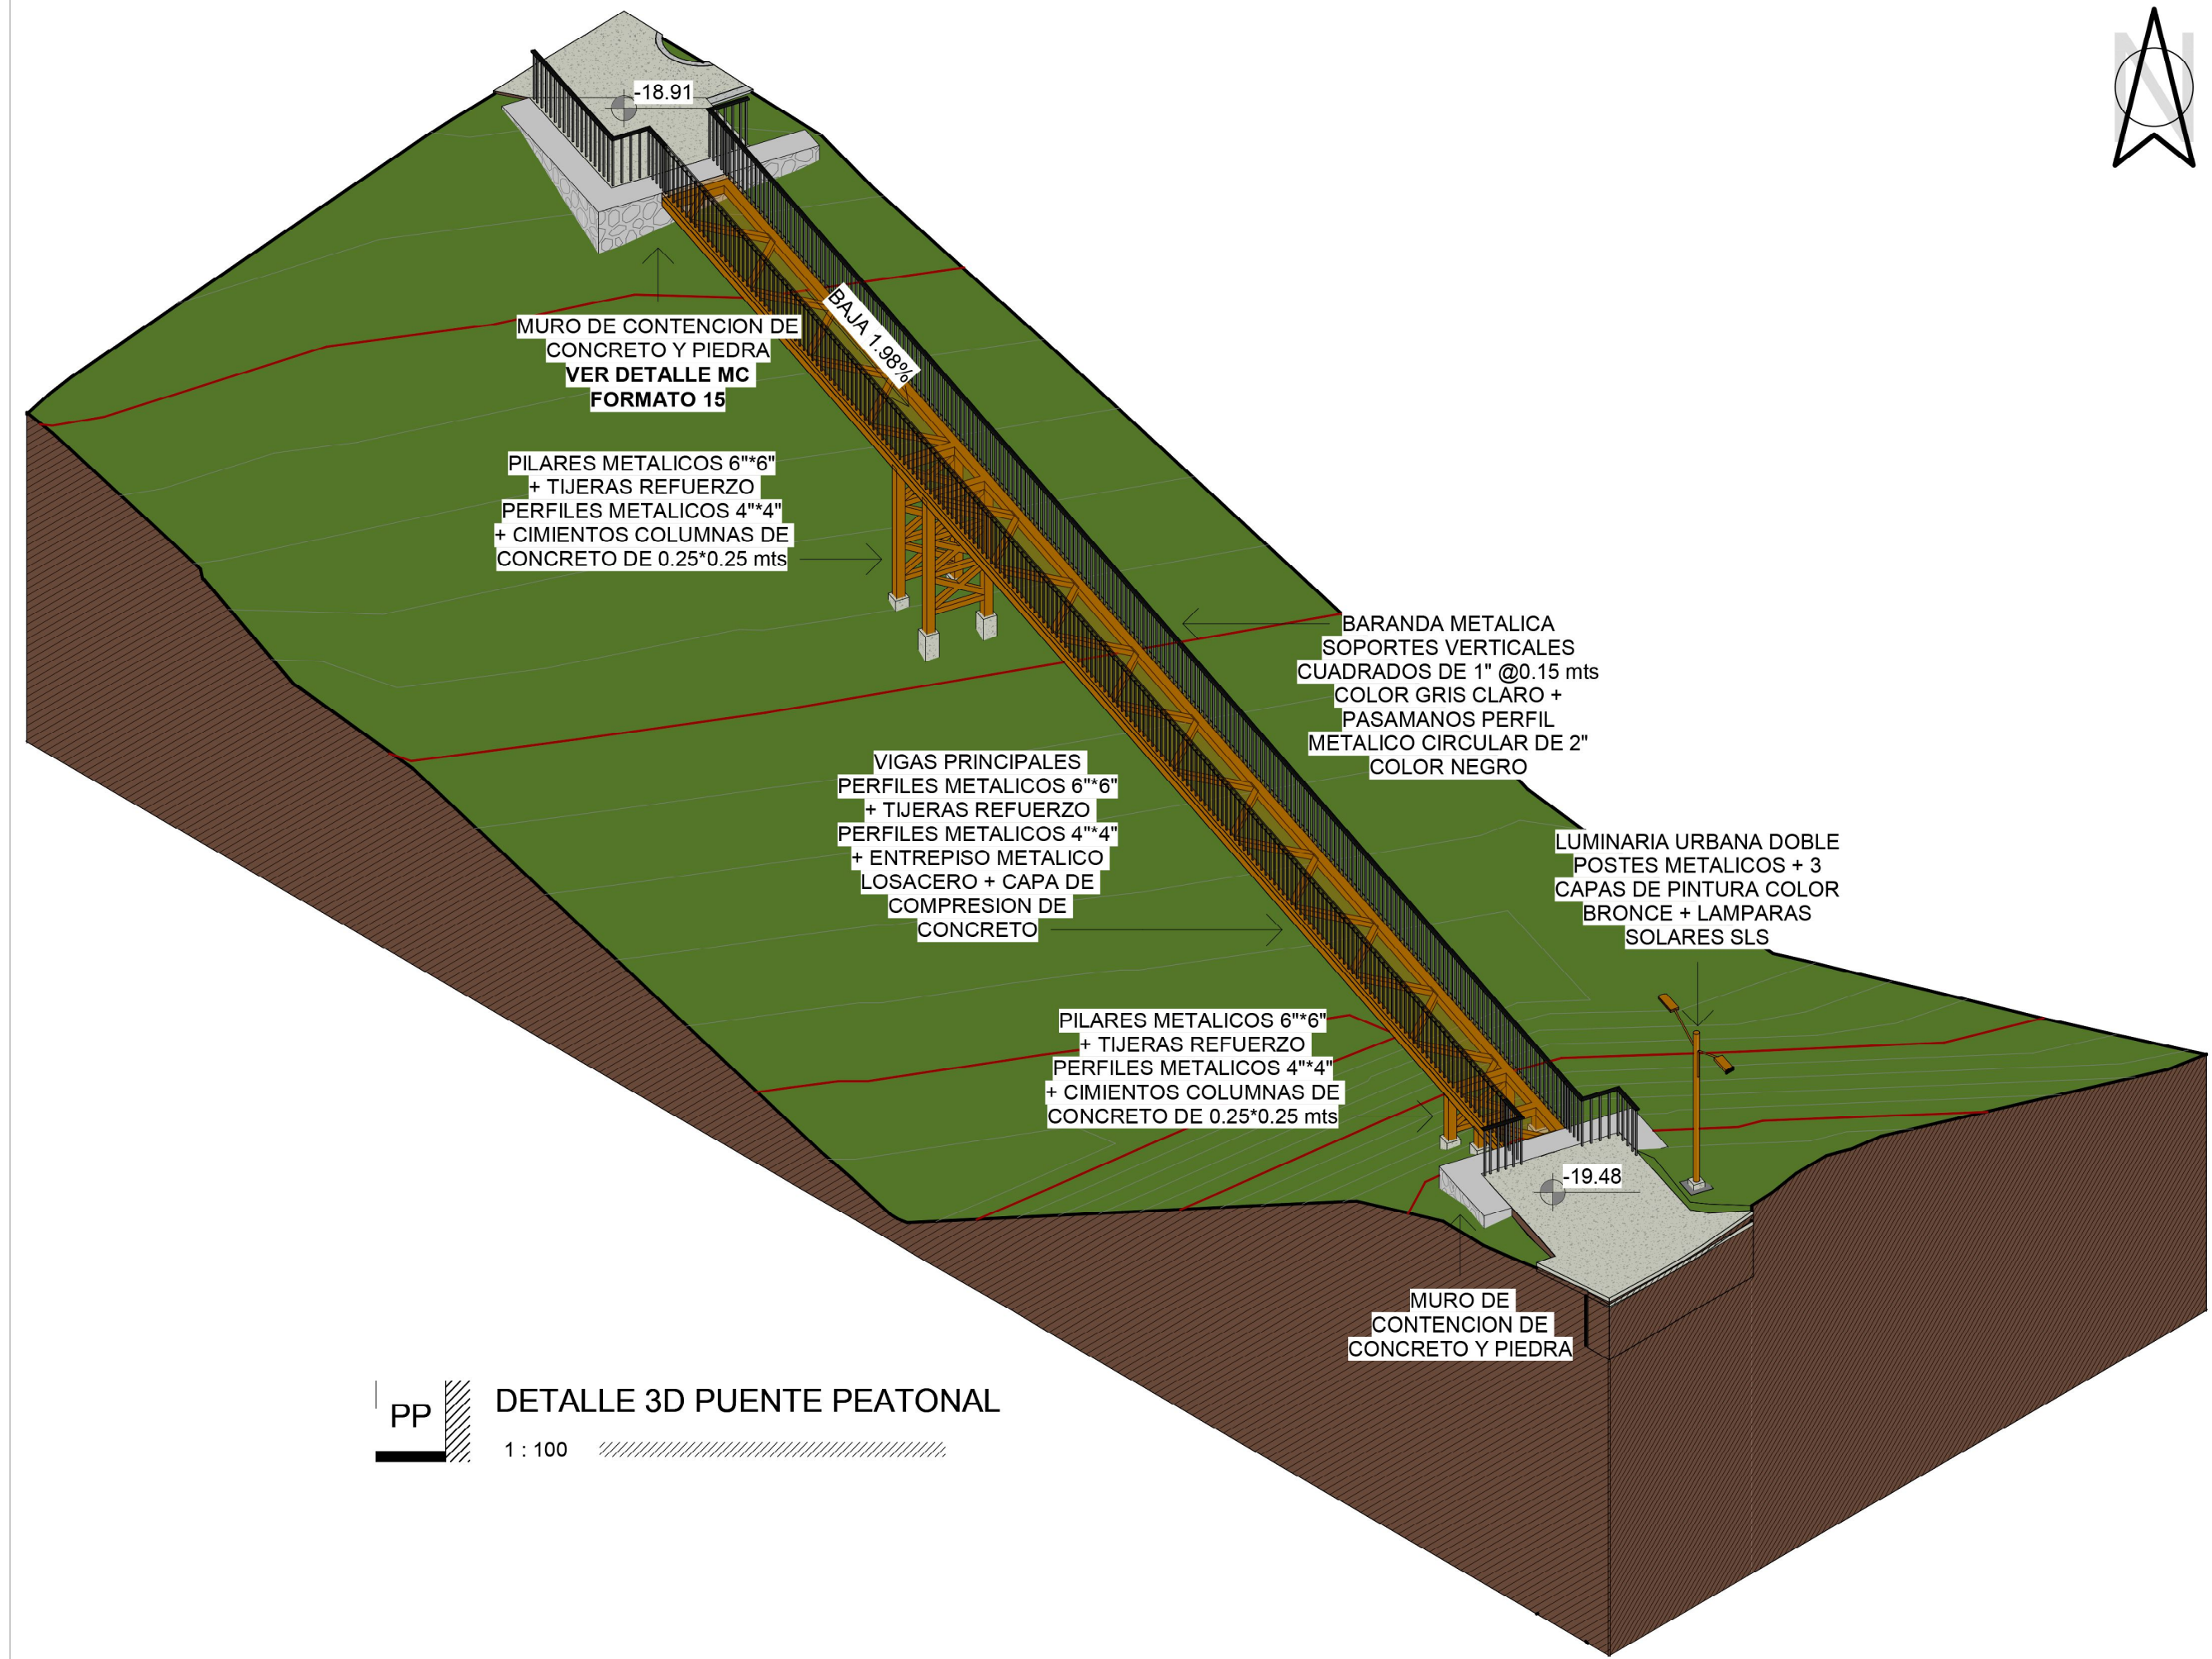 N
-18.91
BAJA 1.98%
MURO DE CONTENCION DE
CONCRETO Y PIEDRA
VER DETALLE MC
FORMATO 15
PILARES METALICOS 6"*6"
+ TIJERAS REFUERZO
PERFILES METALICOS 4"*4"
+ CIMIENTOS COLUMNAS DE
CONCRETO DE 0.25*0.25 mts
BARANDA METALICA
SOPORTES VERTICALES
CUADRADOS DE 1" @0.15 mts
COLOR GRIS CLARO +
PASAMANOS PERFIL
METALICO CIRCULAR DE 2"
COLOR NEGRO
VIGAS PRINCIPALES
PERFILES METALICOS 6"*6"
+ TIJERAS REFUERZO
PERFILES METALICOS 4"*4"
+ ENTREPISO METALICO
LOSACERO + CAPA DE
COMPRESION DE
CONCRETO
LUMINARIA URBANA DOBLE
POSTES METALICOS + 3
CAPAS DE PINTURA COLOR
BRONCE + LAMPARAS
SOLARES SLS
PILARES METALICOS 6"*6"
+ TIJERAS REFUERZO
PERFILES METALICOS 4"*4"
+ CIMIENTOS COLUMNAS DE
CONCRETO DE 0.25*0.25 mts
-19.48
MURO DE
CONTENCION DE
CONCRETO Y PIEDRA
PP
DETALLE 3D PUENTE PEATONAL
1 : 100